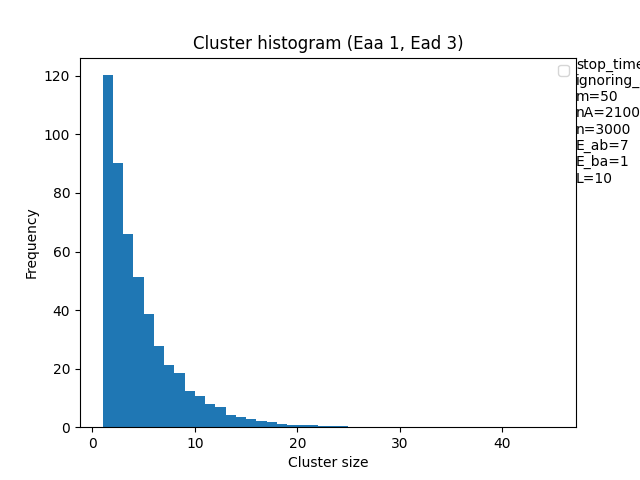 Cluster histogram (Eaa 1, Ead 3)
stop_time
ignoring_
m=50
nA=2100
n=3000
E_ab=7
E_ba=1
L=10
Frequency
120
100
80
60
40
20
0
0 10 20 30 40
Cluster size